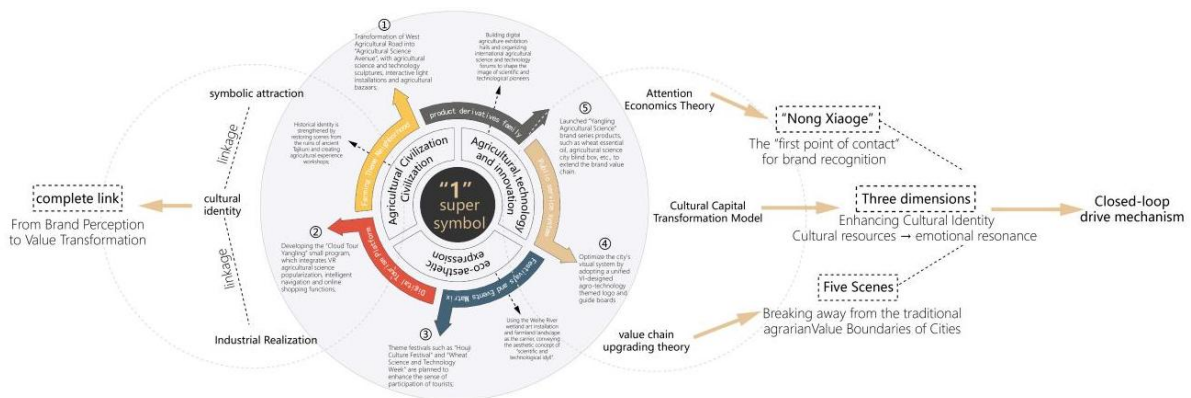 symbolic attraction
linkage
cultural
identity
linkage
Industrial Realization
complete link
From Brand Perception
to Value Transformation
①
Transformation of West
Agricultural Road into
"Agricultural Science
Avenue", with agricultural
science and technology
sculptures, interactive light
installations and agricultural
bazaars.
Building digital
agriculture exhibition
halls and organizing
international agricultural
science and technology
forums to shape the
image of scientific and
technological pioneers
Historical identity is
strengthened by
restoring scenes from the
ruins of ancient
and creating
agricultural experience
workshops
②
Developing the "Cloud Tour
Yangling" small program,
which integrates VR
agricultural science
popularization, intelligent
navigation and online
shopping functions.
③
Theme festivals such as "Houji
Culture Festival" and "Wheat
Science and Technology
Week" are planned to
enhance the sense of
participation of tourists;
Using the Weihe River
wetland art installation
and farmland landscape
as the carrier, conveying
the aesthetic concept of
"scientific and
technological idyll".
④
Optimize the city's
visual system by
adopting a unified
VI-designed
agro-technology
themed logo and
guide boards
⑤
Launched "Yangling
Agricultural Science"
brand series products,
such as wheat essential
oil, agricultural science
city blind box, etc., to
extend the brand value
chain.
Farming Theme Neighborhood
product derivatives family
Public service system
Festivals and Events Matrix
Digital Tourism Platform
Agricultural Civilization
Civilization
Agricultural, technology
and innovation
eco-aesthetic
expression
"1"
super
symbol
Attention
Economics Theory
Cultural Capital
Transformation Model
value chain
upgrading theory
"Nong Xiaoge"
The "first point of contact"
for brand recognition
Three dimensions
Enhancing Cultural Identity
Cultural resources → emotional resonance
Five Scenes
Breaking away from the traditional
agrarianValue Boundaries of Cities
Closed-loop
drive mechanism